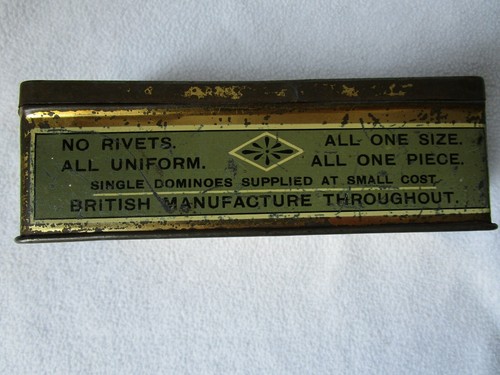 NO RIVETS. ALL ONE SIZE.
ALL UNIFORM. ALL ONE PIECE.
SINGLE DOMINOES SUPPLIED AT SMALL COST.
BRITISH MANUFACTURE THROUGHOUT.